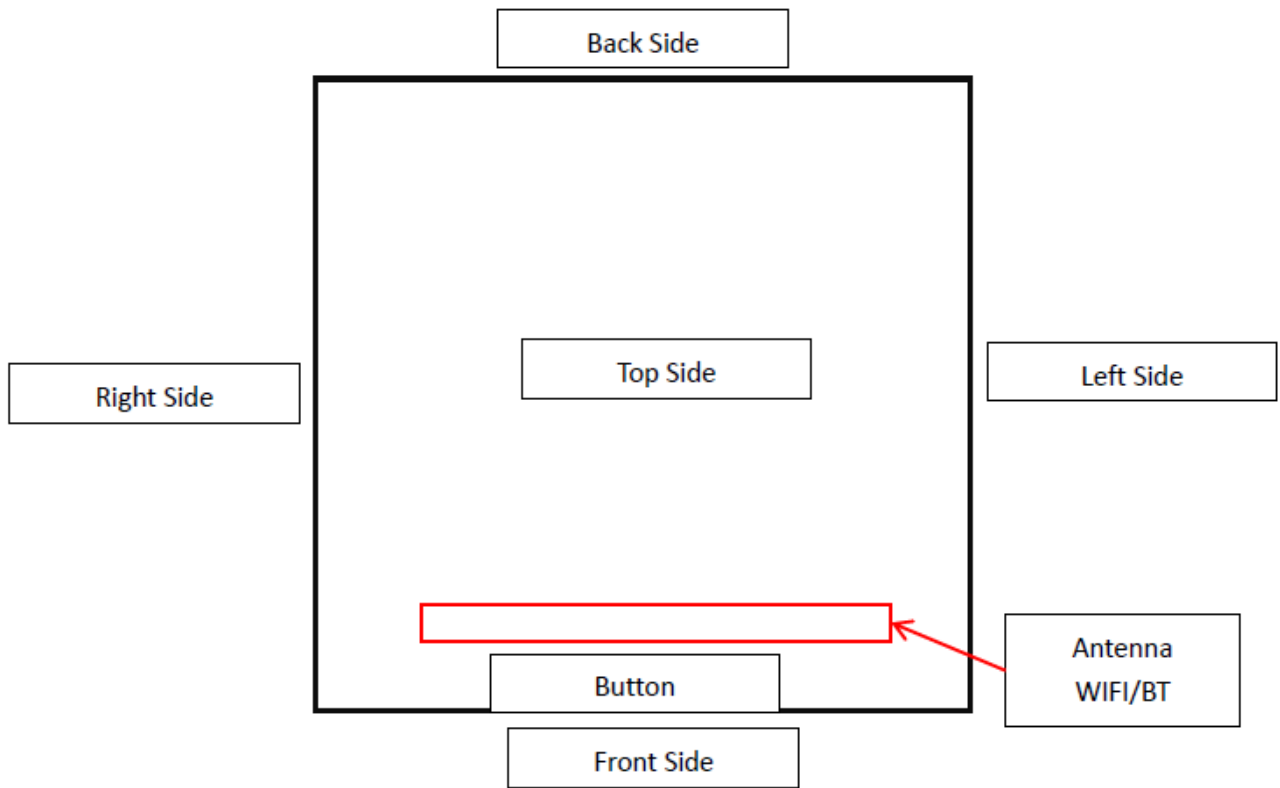 Back Side
Top Side
Left Side
Right Side
Antenna
WIFI/BT
Button
Front Side